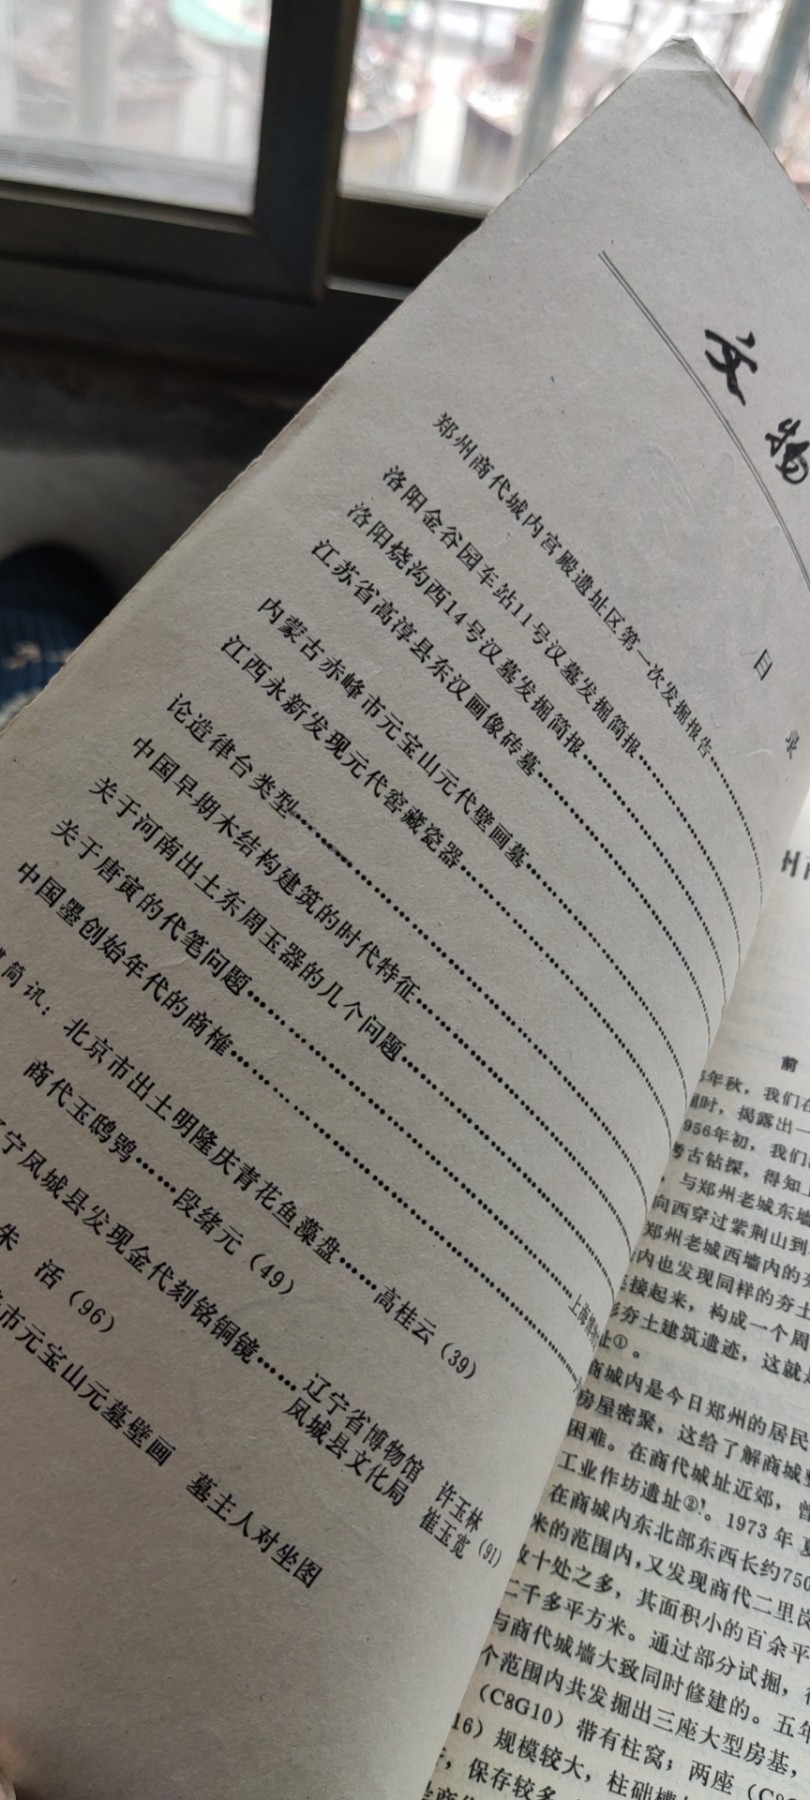 文物
目录
郑州商代城内宫殿遗址区第一次发掘报告
洛阳金谷园车站11号汉墓发掘简报
洛阳烧沟西14号汉墓发掘简报
江苏省高淳县东汉画像砖墓
内蒙古赤峰市元宝山元代壁画墓
江西永新发现元代窖藏瓷器
论造律台类型
中国早期木结构建筑的时代特征
关于河南出土东周玉器的几个问题
关于唐寅的代笔问题
中国墨创始年代的商榷
上海博物
简讯：北京市出土明隆庆青花鱼藻盘……高桂云（39）
商代玉鸱鸮……段绪元（49）
宁凤城县发现金代刻铭铜镜……辽宁省博物馆 许玉林
凤城县文化局 崔玉宽（91）
朱 活（96）
市元宝山元墓壁画 墓主人对坐图
州
前
年秋，我们在
时，揭露出一
956年初，我们
考古钻探，得知
，与郑州老城东墙
向西穿过紫荆山到
郑州老城西墙内的夯
内也发现同样的夯土
连接起来，构成一个周
形夯土建筑遗迹，这就是
址①。
商城内是今日郑州的居民
房屋密聚，这给了解商城
困难。在商代城址近郊，曾
工业作坊遗址②。1973年夏
在商城内东北部东西长约750
米的范围内，又发现商代二里岗
数十处之多，其面积小的百余平
二千多平方米。通过部分试掘，
与商代城墙大致同时修建的。五年
个范围内共发掘出三座大型房基，
（C8G10）带有柱窝；两座（C8
16）规模较大，柱础槽
，保存较多